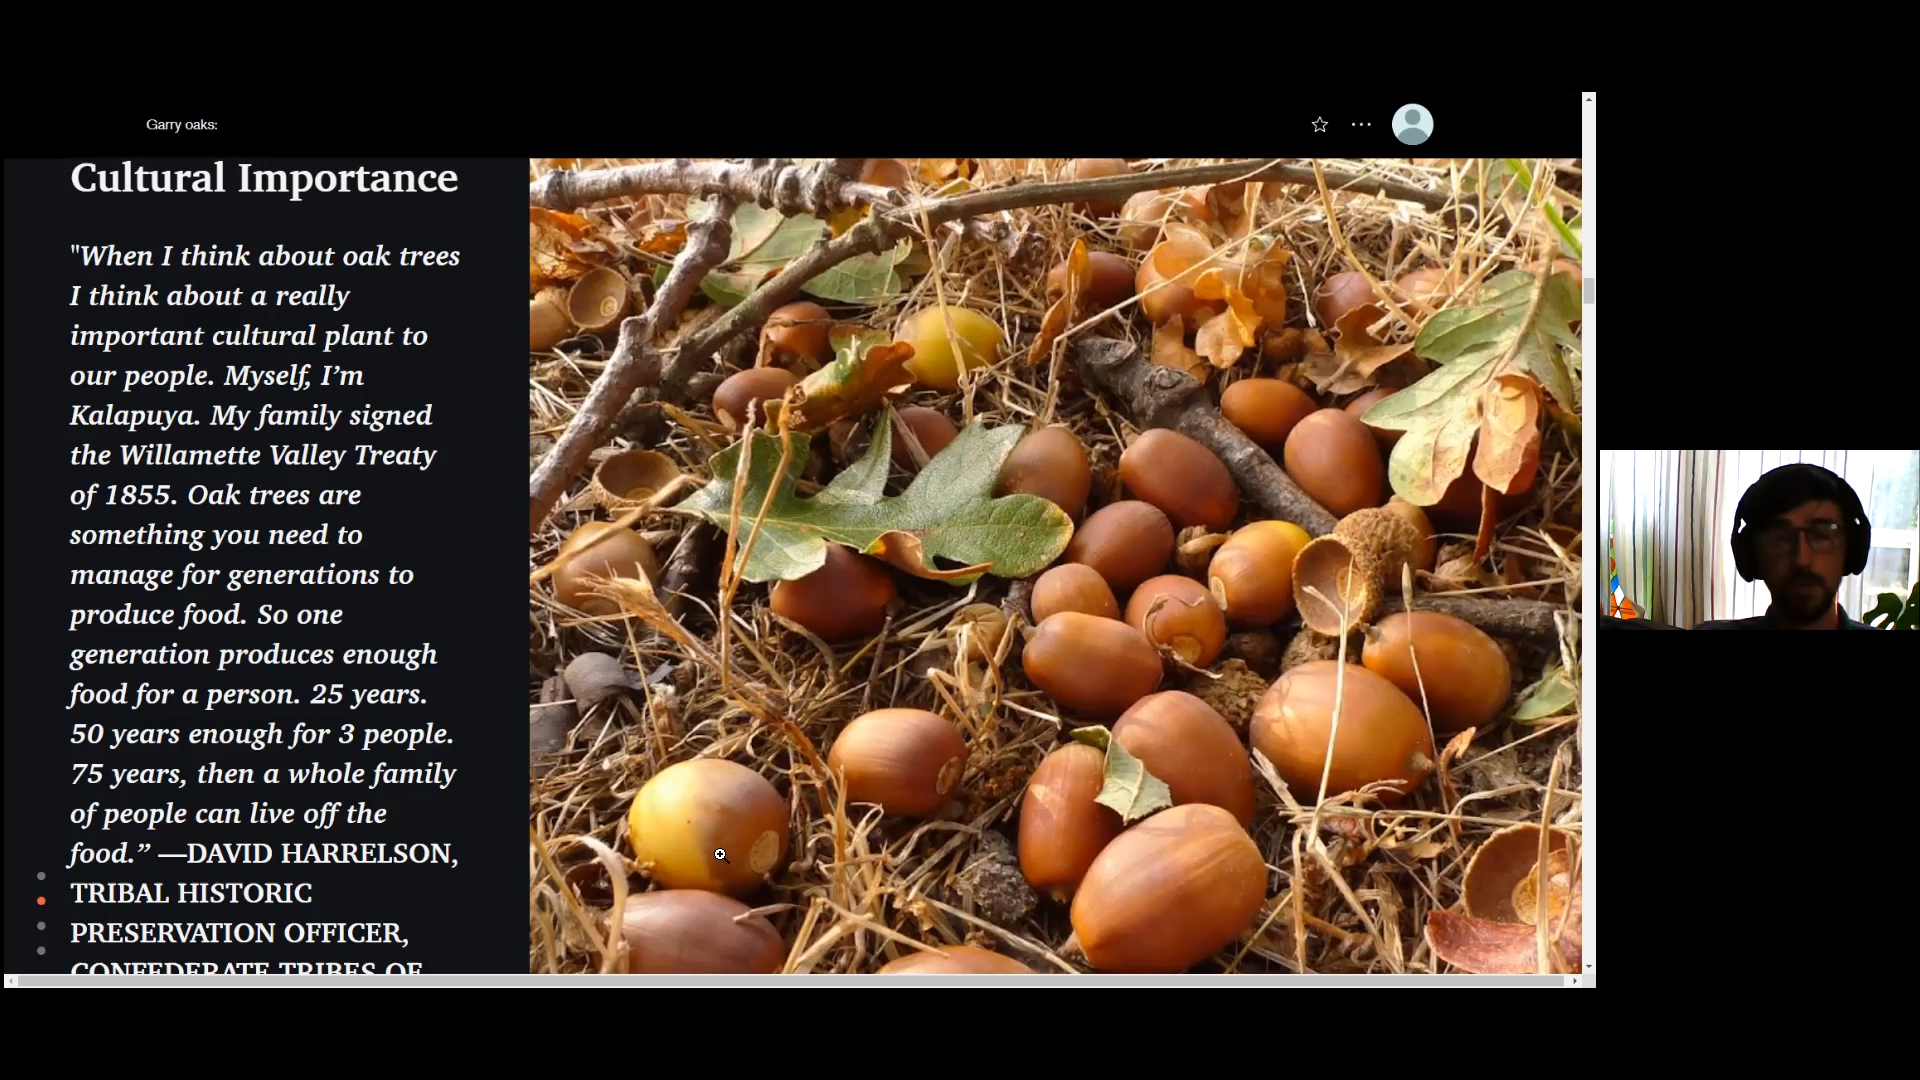 Garry oaks:
Cultural Importance
"When I think about oak trees
I think about a really
important cultural plant to
our people. Myself, I’m
Kalapuya. My family signed
the Willamette Valley Treaty
of 1855. Oak trees are
something you need to
manage for generations to
produce food. So one
generation produces enough
food for a person. 25 years.
50 years enough for 3 people.
75 years, then a whole family
of people can live off the
food.” —DAVID HARRELSON,
TRIBAL HISTORIC
PRESERVATION OFFICER,
CONFEDERATE TRIBES OF